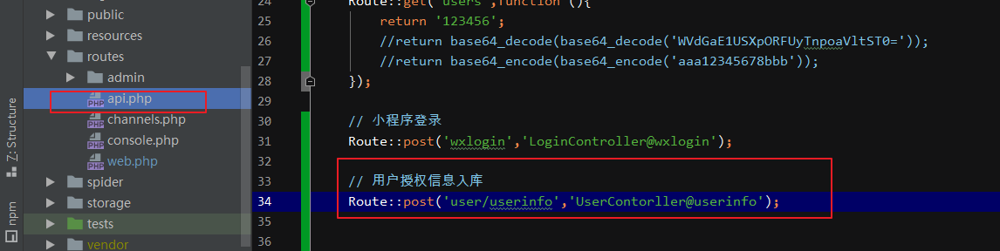 public
resources
routes
admin
api.php
channels.php
console.php
web.php
spider
storage
tests
vendor
Z: Structure
npm
24 Route::get('users',function (){
25 return '123456';
26 //return base64_decode(base64_decode('WVdGaE1USXpORFUyTnpoaVltST0='));
27 //return base64_encode(base64_encode('aaa12345678bbb'));
28 });
29
30 // 小程序登录
31 Route::post('wxlogin','LoginController@wxlogin');
32
33 // 用户授权信息入库
34 Route::post('user/userinfo','UserContorller@userinfo');
35
36